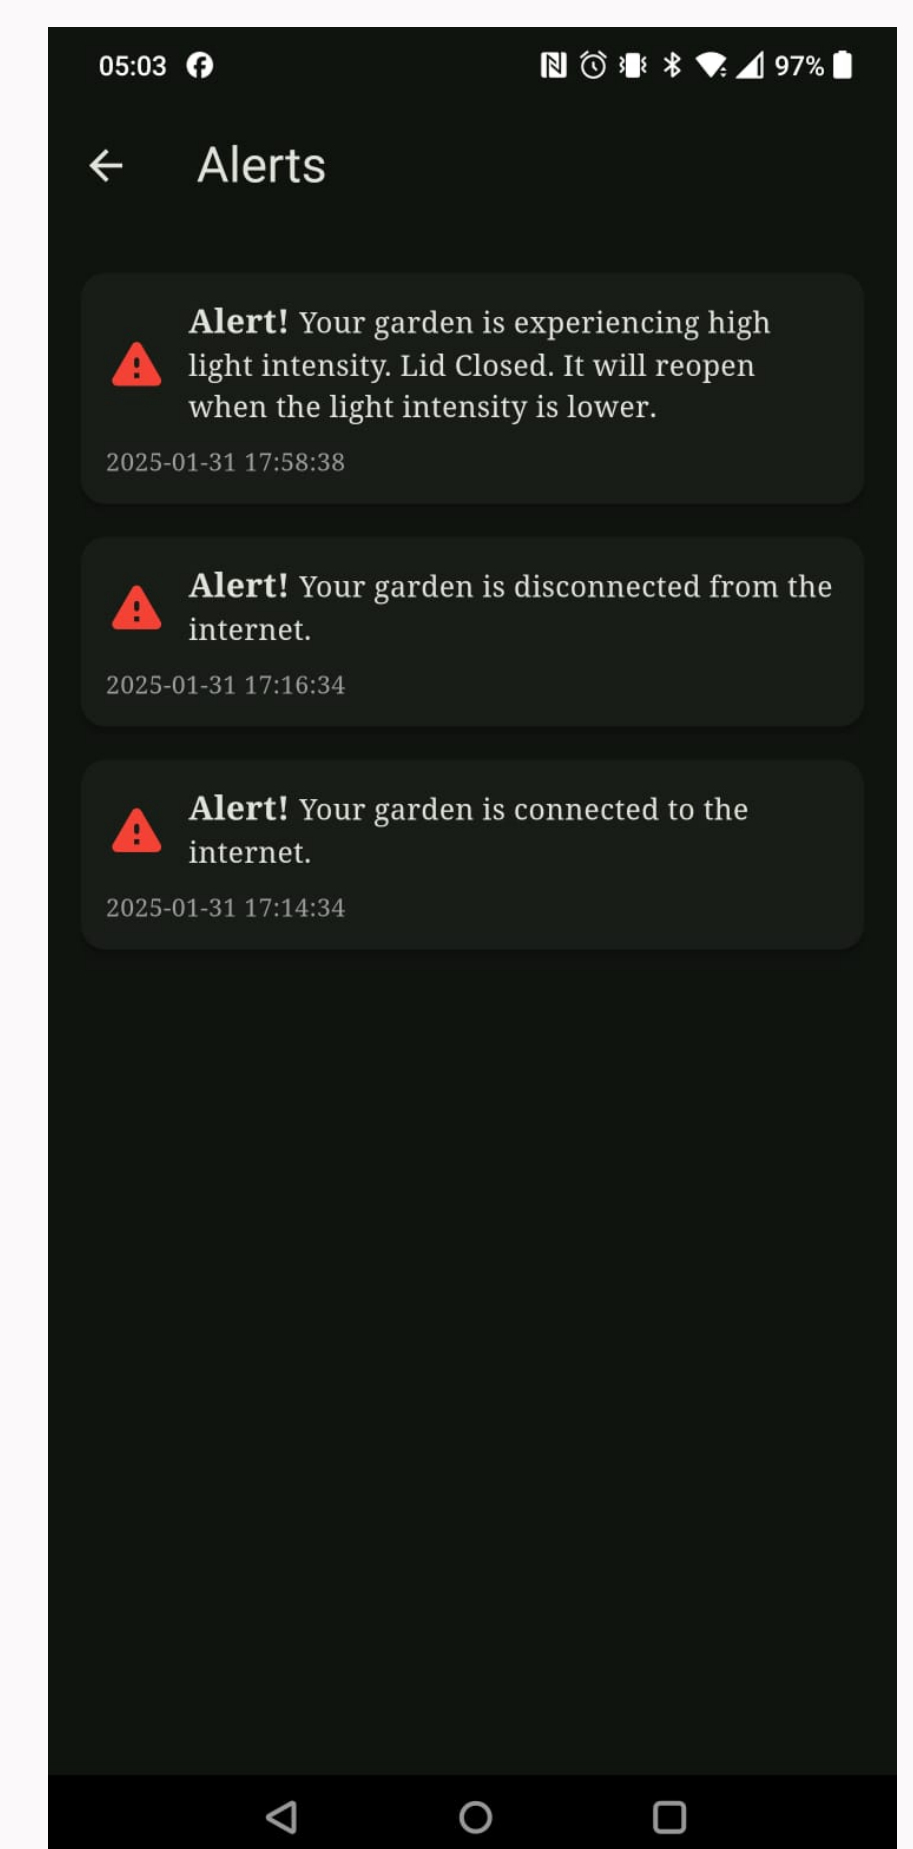 05:03 97%
Alerts
Alert! Your garden is experiencing high
light intensity. Lid Closed. It will reopen
when the light intensity is lower.
2025-01-31 17:58:38
Alert! Your garden is disconnected from the
internet.
2025-01-31 17:16:34
Alert! Your garden is connected to the
internet.
2025-01-31 17:14:34